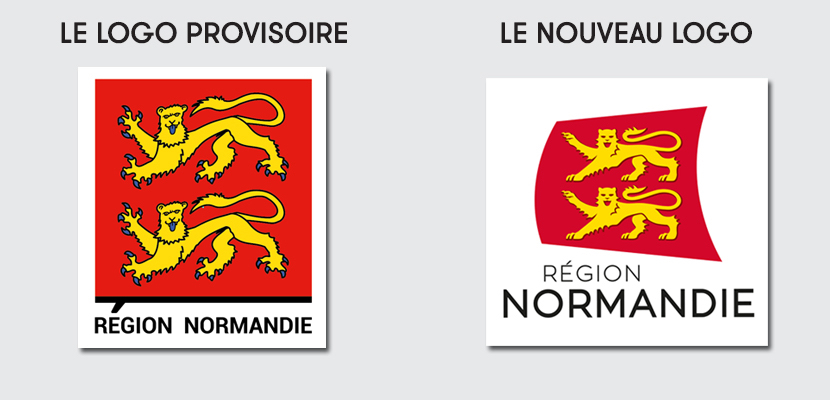 LE LOGO PROVISOIRE
LE NOUVEAU LOGO
RÉGION NORMANDIE
RÉGION
NORMANDIE